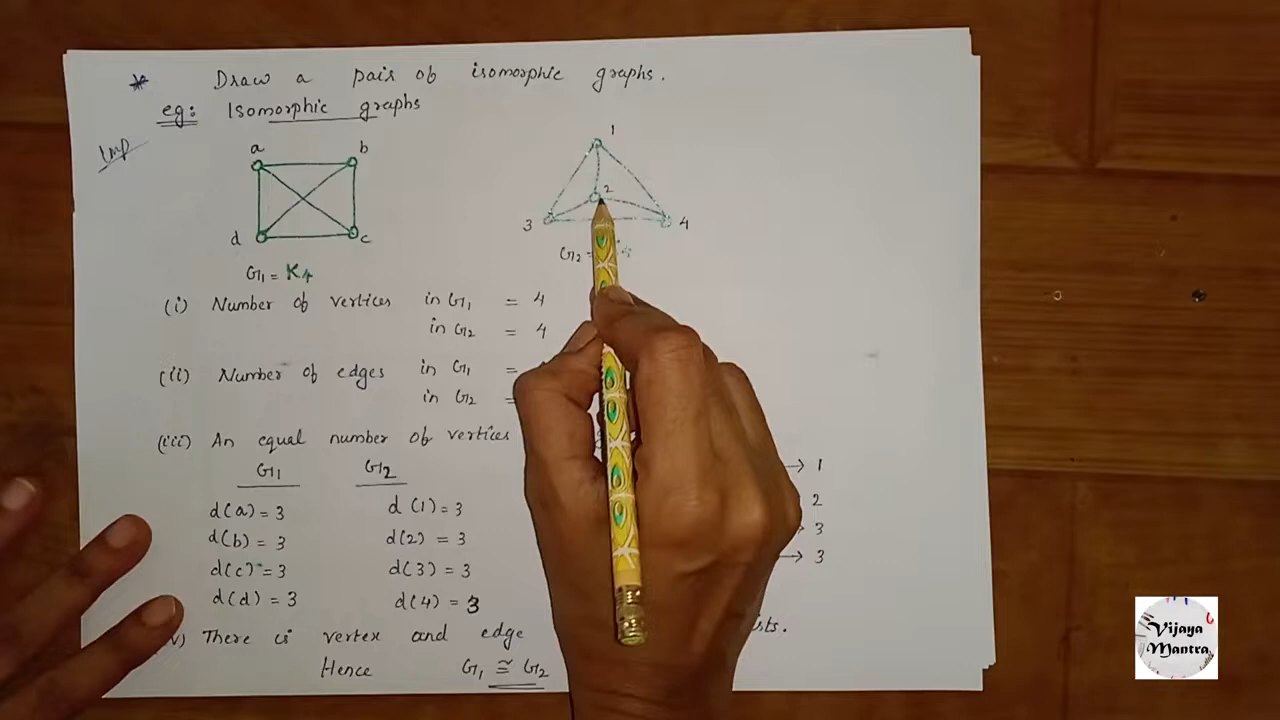 * Draw a pair of isomorphic graphs.
eg: Isomorphic graphs
Imp
a b
d c
G1 = K4
1
2
3 4
G2 =
(i) Number of vertices in G1 = 4
in G2 = 4
(ii) Number of edges in G1 =
in G2 =
(iii) An equal number of vertices
G1 G2
→ 1
d(a) = 3 d(1) = 3
2
d(b) = 3 d(2) = 3
→ 3
d(c) = 3 d(3) = 3
→ 3
d(d) = 3 d(4) = 3
v) There is vertex and edge sts.
Hence G1 ≅ G2
Vijaya
Mantra